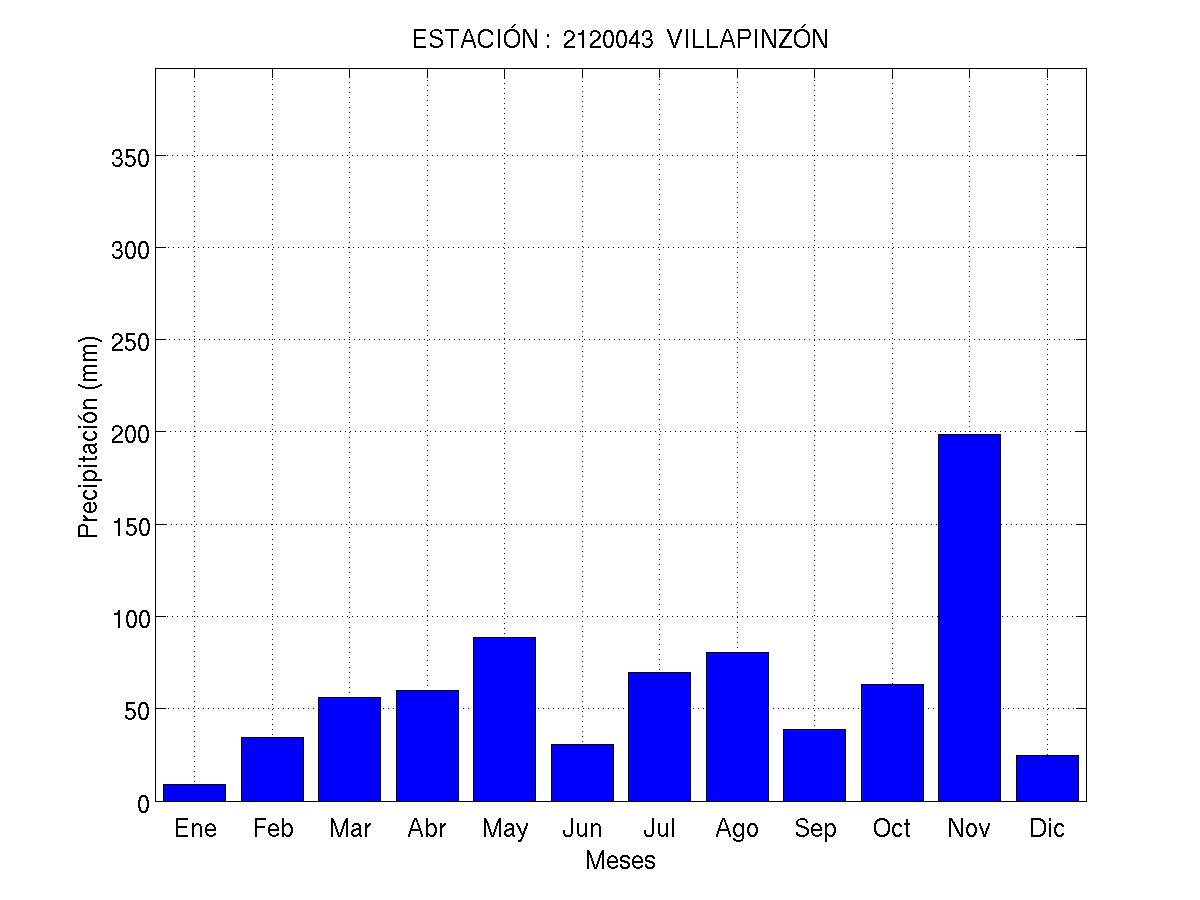 ESTACIÓN : 2120043 VILLAPINZÓN
350
300
250
200
150
100
50
0
Precipitación (mm)
Ene Feb Mar Abr May Jun Jul Ago Sep Oct Nov Dic
Meses